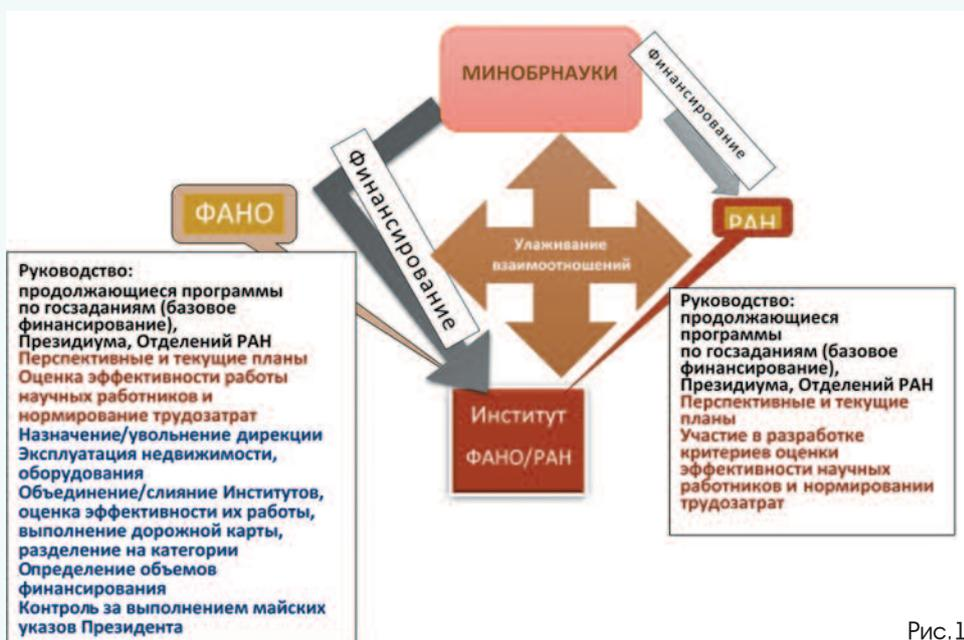 МИНОБРНАУКИ
Финансирование
Финансирование
ФАНО
РАН
Улаживание
взаимоотношений
Руководство:
продолжающиеся программы
по госзаданиям (базовое
финансирование),
Президиума, Отделений РАН
Перспективные и текущие планы
Оценка эффективности работы
научных работников и
нормирование трудозатрат
Назначение/увольнение дирекции
Эксплуатация недвижимости,
оборудования
Объединение/слияние Институтов,
оценка эффективности их работы,
выполнение дорожной карты,
разделение на категории
Определение объемов
финансирования
Контроль за выполнением майских
указов Президента
Институт
ФАНО/РАН
Руководство:
продолжающиеся
программы
по госзаданиям (базовое
финансирование),
Президиума, Отделений РАН
Перспективные и текущие
планы
Участие в разработке
критериев оценки
эффективности научных
работников и нормировании
трудозатрат
Рис.1